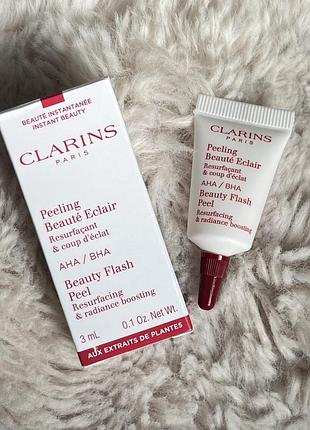 BEAUTÉ INSTANTANÉE
INSTANT BEAUTY
CLARINS
PARIS
Peeling
Beauté Eclair
Resurfaçant
& coup d'éclat
AHA / BHA
Beauty Flash
Peel
Resurfacing
& radiance boosting
3 mL 0.1 Oz. Net Wt.
AUX EXTRAITS DE PLANTES
CLARINS
PARIS
Peeling
Beauté Eclair
Resurfaçant
& coup d'éclat
AHA / BHA
Beauty Flash
Peel
Resurfacing
& radiance boosting